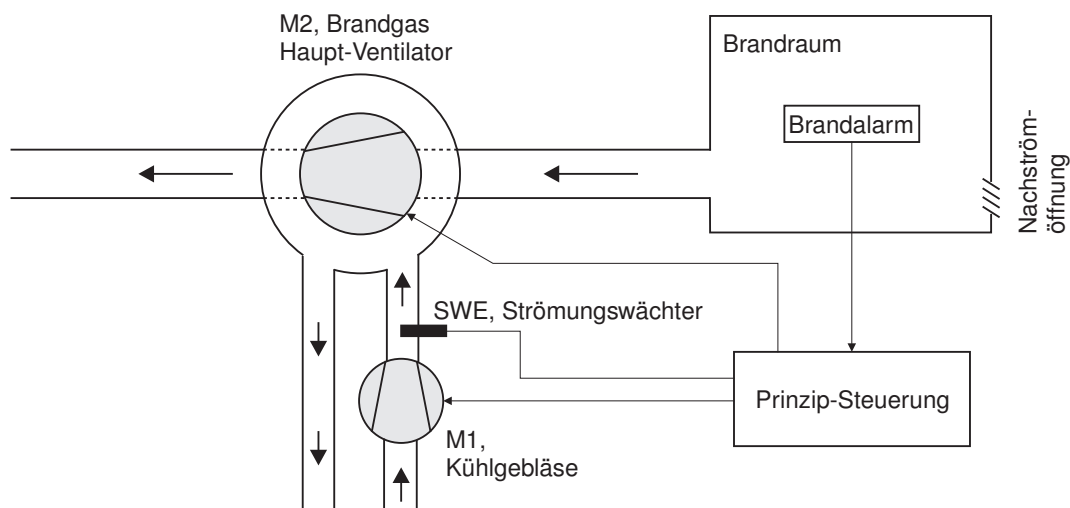 M2, Brandgas
Haupt-Ventilator
Brandraum
Brandalarm
Nachström-
öffnung
SWE, Strömungswächter
Prinzip-Steuerung
M1,
Kühlgebläse